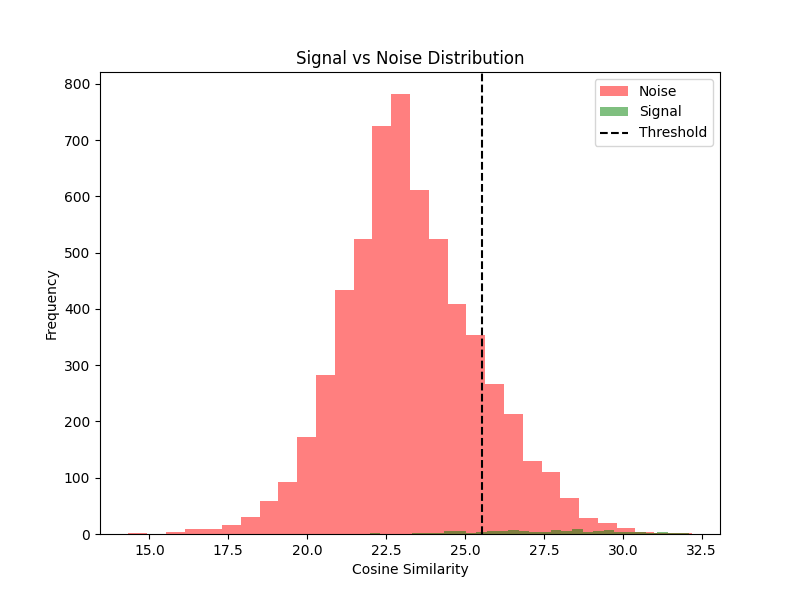 Signal vs Noise Distribution
Noise
Signal
Threshold
Frequency
800
700
600
500
400
300
200
100
0
15.0 17.5 20.0 22.5 25.0 27.5 30.0 32.5
Cosine Similarity